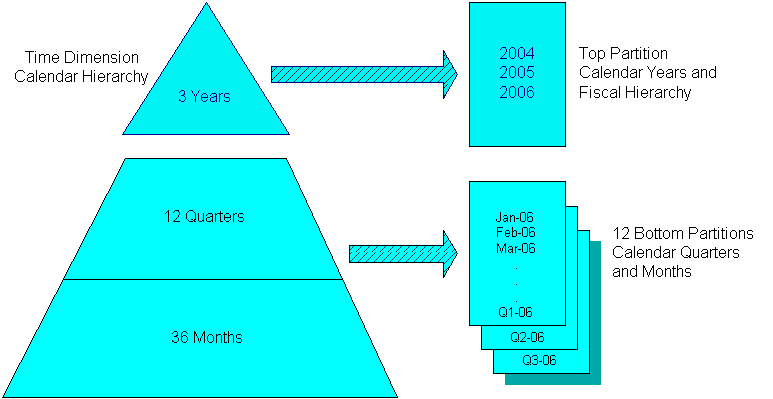 Time Dimension
Calendar Hierarchy
3 Years
2004
2005
2006
Top Partition
Calendar Years and
Fiscal Hierarchy
12 Quarters
36 Months
Jan-06
Feb-06
Mar-06
.
.
.
Q1-06
Q2-06
Q3-06
12 Bottom Partitions
Calendar Quarters
and Months